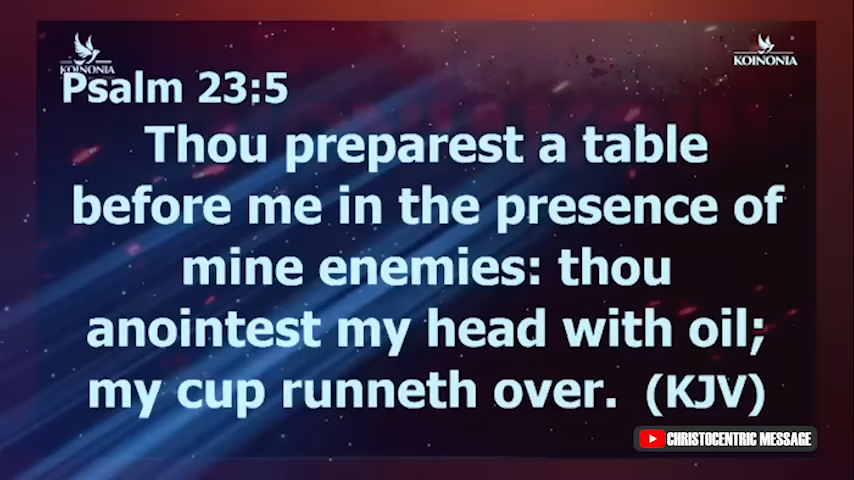 KOINONIA
KOINONIA
Psalm 23:5
Thou preparest a table
before me in the presence of
mine enemies: thou
anointest my head with oil;
my cup runneth over. (KJV)
CHRISTOCENTRIC MESSAGE